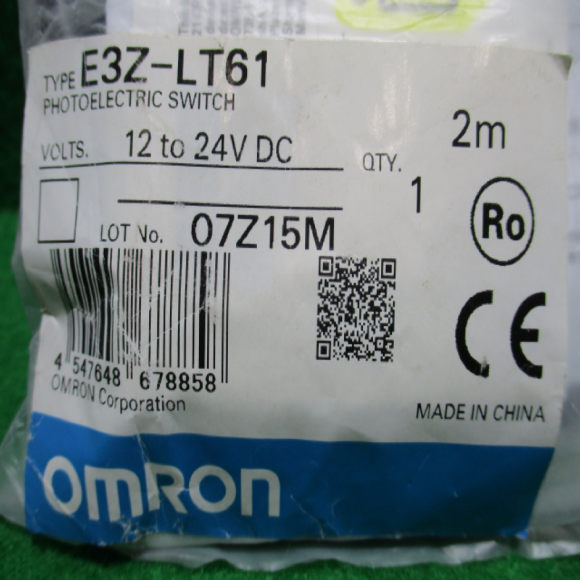 TYPE E3Z-LT61
PHOTOELECTRIC SWITCH
2m
VOLTS. 12 to 24V DC
QTY. 1
LOT No. 07Z15M
Ro
CE
4 547648 678858
OMRON Corporation
MADE IN CHINA
OMRON